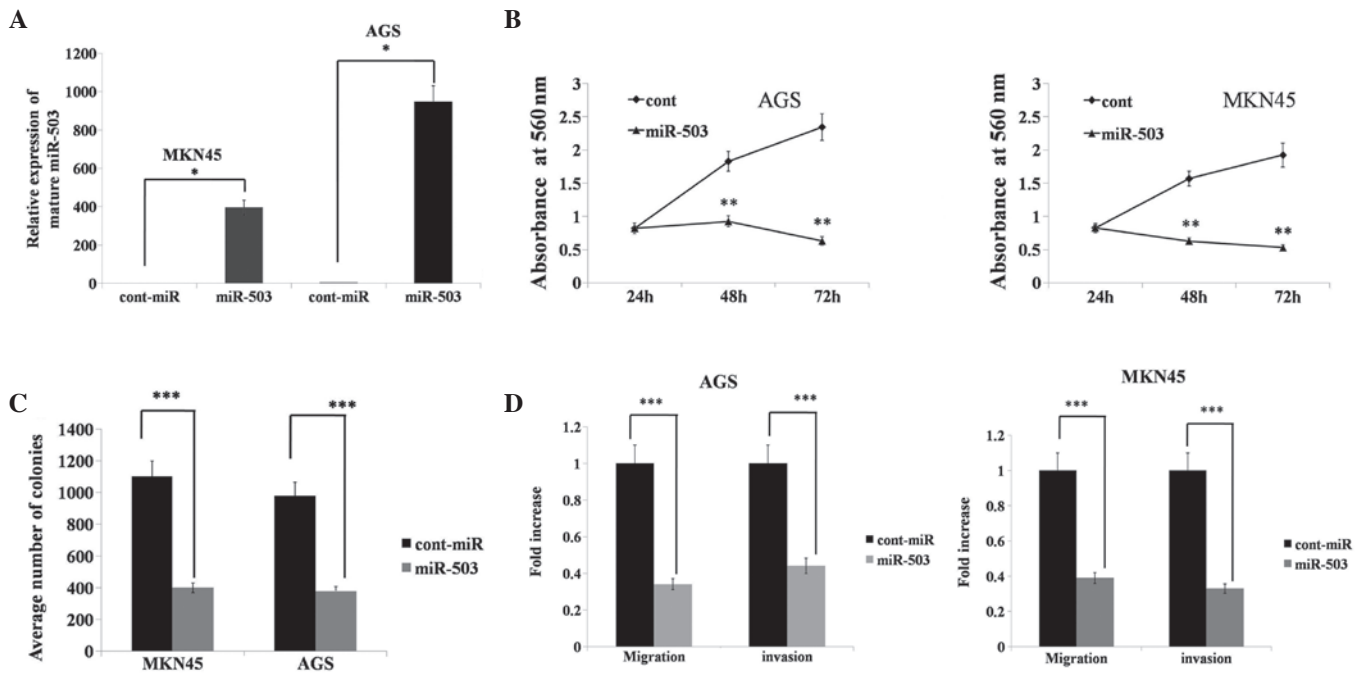 A
AGS
*
MKN45
*
Relative expression of
mature miR-503
1200
1000
800
600
400
200
0
cont-miR
miR-503
cont-miR
miR-503
B
Absorbance at 560 nm
3
2.5
2
1.5
1
0.5
0
cont
miR-503
AGS
**
**
24h
48h
72h
Absorbance at 560 nm
3
2.5
2
1.5
1
0.5
0
cont
miR-503
MKN45
**
**
24h
48h
72h
C
Average number of colonies
1400
1200
1000
800
600
400
200
0
***
***
MKN45
AGS
cont-miR
miR-503
D
AGS
Fold increase
1.2
1
0.8
0.6
0.4
0.2
0
***
***
Migration
invasion
cont-miR
miR-503
MKN45
Fold increase
1.2
1
0.8
0.6
0.4
0.2
0
***
***
Migration
invasion
cont-miR
miR-503